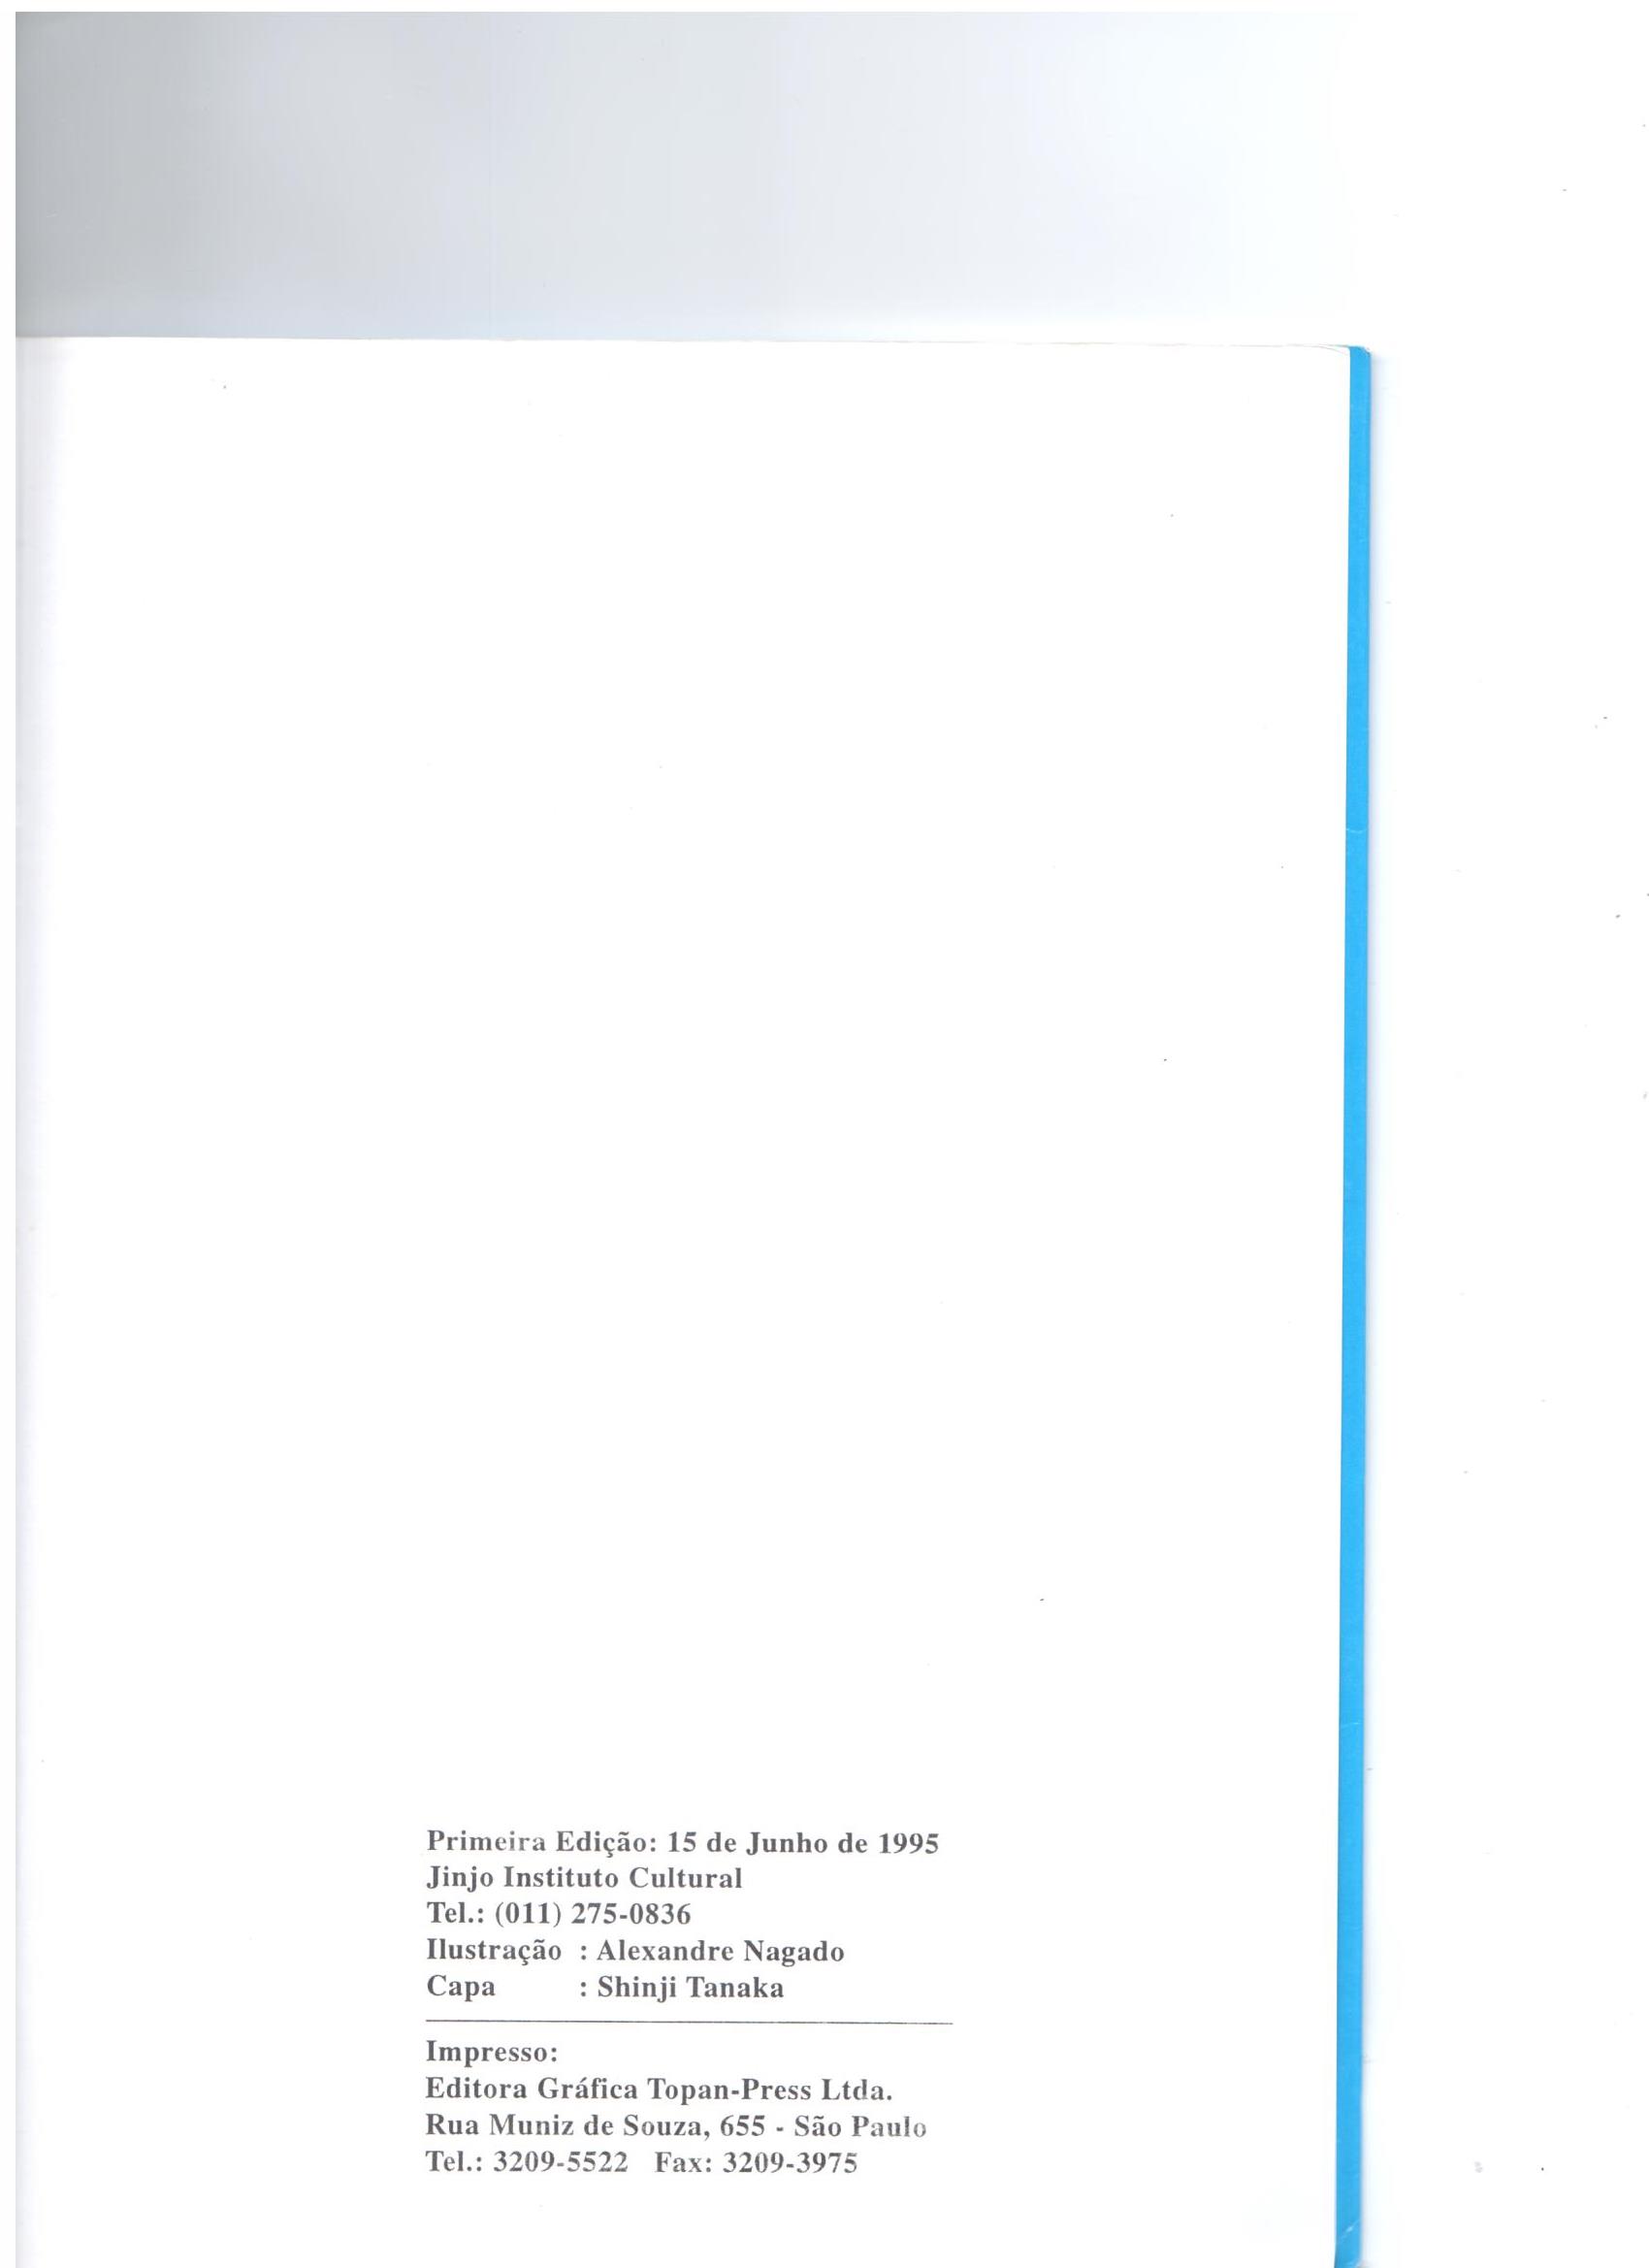 Primeira Edição: 15 de Junho de 1995
Jinjo Instituto Cultural
Tel.: (011) 275-0836
Ilustração : Alexandre Nagado
Capa : Shinji Tanaka
Impresso:
Editora Gráfica Topan-Press Ltda.
Rua Muniz de Souza, 655 - São Paulo
Tel.: 3209-5522 Fax: 3209-3975